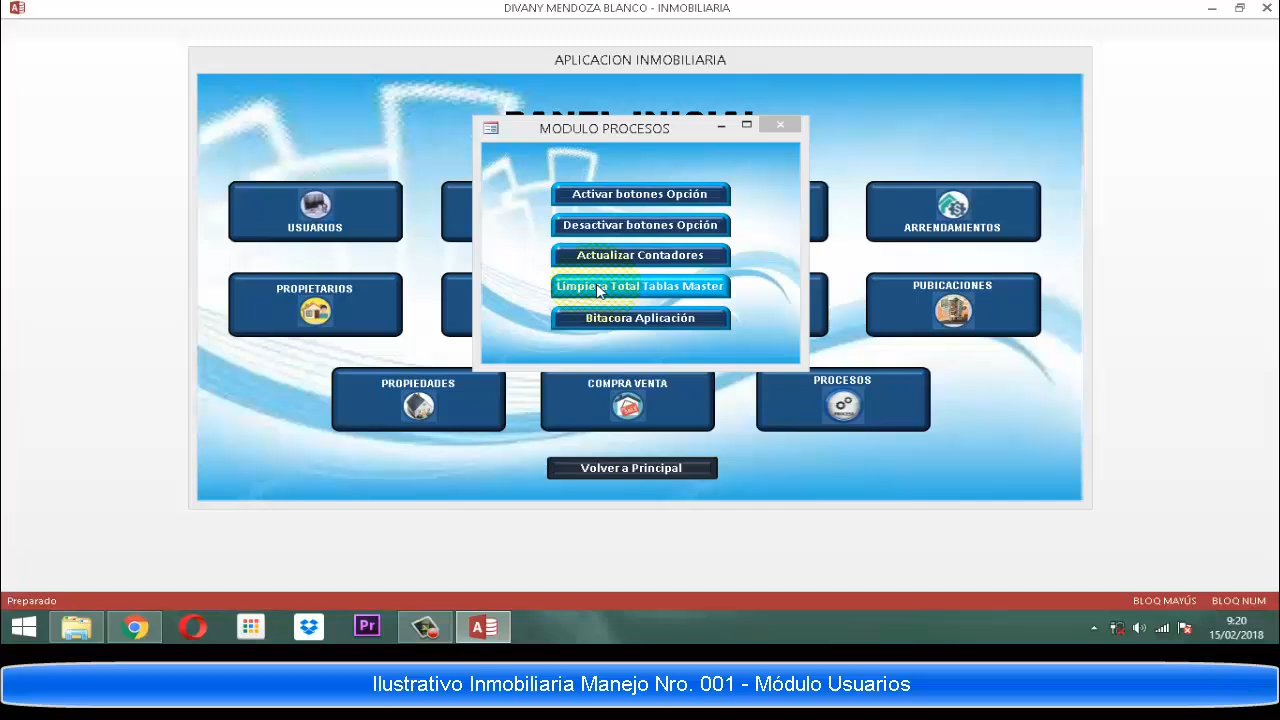 DIVANY MENDOZA BLANCO - INMOBILIARIA
APLICACION INMOBILIARIA
MODULO PROCESOS
Activar botones Opción
Desactivar botones Opción
Actualizar Contadores
Limpieza Total Tablas Master
Bitacora Aplicación
USUARIOS
ARRENDAMIENTOS
PROPIETARIOS
PUBICACIONES
PROPIEDADES
COMPRA VENTA
PROCESOS
Volver a Principal
Preparado
BLOQ MAYÚS
BLOQ NUM
Pr
9:20
15/02/2018
Ilustrativo Inmobiliaria Manejo Nro. 001 - Módulo Usuarios